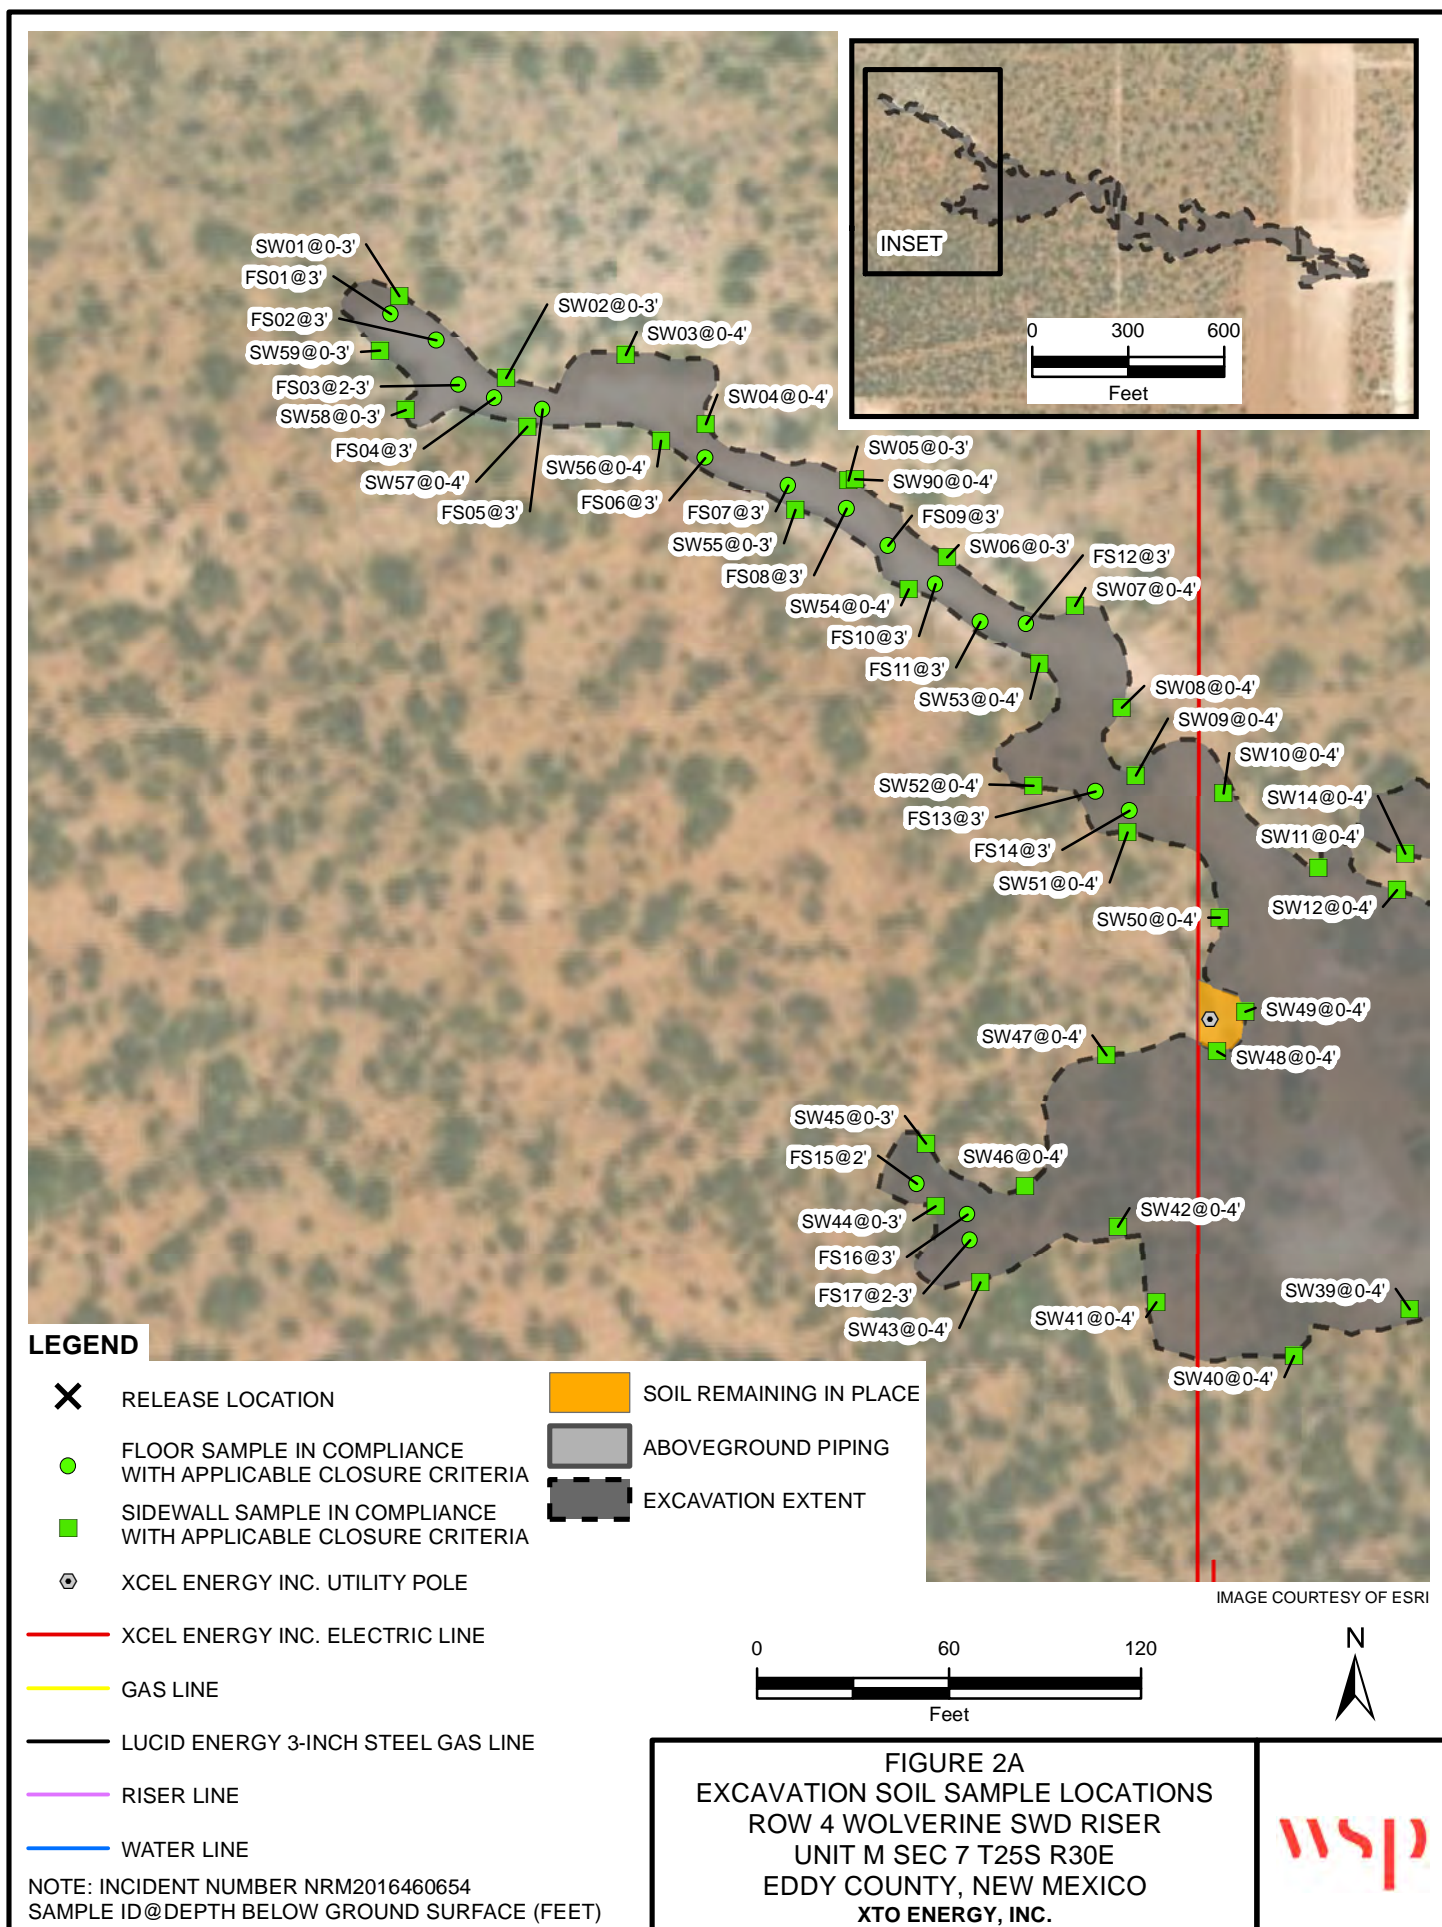 SW01@0-3'
FS01@3'
FS02@3'
SW59@0-3'
FS03@2-3'
SW58@0-3'
FS04@3'
SW57@0-4'
FS05@3'
SW02@0-3'
SW03@0-4'
SW04@0-4'
SW56@0-4'
FS06@3'
FS07@3'
SW55@0-3'
FS08@3'
SW05@0-3'
SW90@0-4'
FS09@3'
SW06@0-3'
FS12@3'
SW07@0-4'
SW54@0-4'
FS10@3'
FS11@3'
SW53@0-4'
SW08@0-4'
SW09@0-4'
SW10@0-4'
SW14@0-4'
SW11@0-4'
SW12@0-4'
SW52@0-4'
FS13@3'
FS14@3'
SW51@0-4'
SW50@0-4'
SW49@0-4'
SW48@0-4'
SW47@0-4'
SW45@0-3'
FS15@2'
SW46@0-4'
SW44@0-3'
FS16@3'
FS17@2-3'
SW43@0-4'
SW42@0-4'
SW41@0-4'
SW39@0-4'
SW40@0-4'
INSET
0 300 600
Feet
LEGEND
RELEASE LOCATION
FLOOR SAMPLE IN COMPLIANCE
WITH APPLICABLE CLOSURE CRITERIA
SIDEWALL SAMPLE IN COMPLIANCE
WITH APPLICABLE CLOSURE CRITERIA
XCEL ENERGY INC. UTILITY POLE
XCEL ENERGY INC. ELECTRIC LINE
GAS LINE
LUCID ENERGY 3-INCH STEEL GAS LINE
RISER LINE
WATER LINE
SOIL REMAINING IN PLACE
ABOVEGROUND PIPING
EXCAVATION EXTENT
NOTE: INCIDENT NUMBER NRM2016460654
SAMPLE ID@DEPTH BELOW GROUND SURFACE (FEET)
IMAGE COURTESY OF ESRI
0 60 120
Feet
N
FIGURE 2A
EXCAVATION SOIL SAMPLE LOCATIONS
ROW 4 WOLVERINE SWD RISER
UNIT M SEC 7 T25S R30E
EDDY COUNTY, NEW MEXICO
XTO ENERGY, INC.
wsp